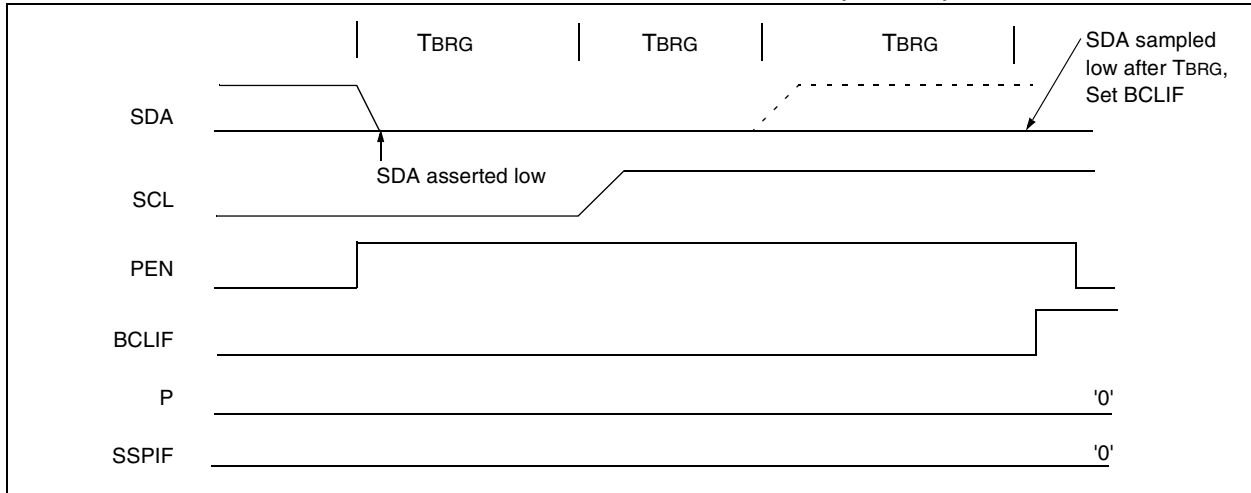 TBRG TBRG TBRG
SDA sampled
low after TBRG,
Set BCLIF
SDA
SDA asserted low
SCL
PEN
BCLIF
P '0'
SSPIF '0'